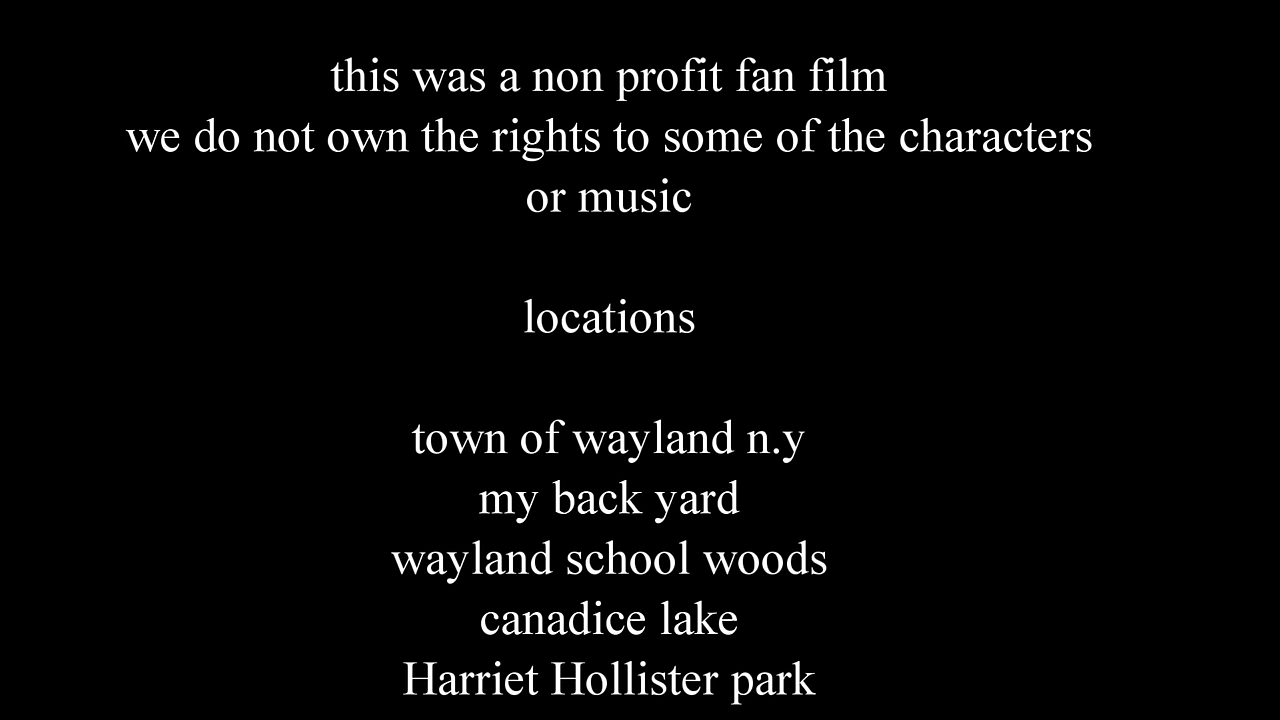 this was a non profit fan film
we do not own the rights to some of the characters
or music
locations
town of wayland n.y
my back yard
wayland school woods
canadice lake
Harriet Hollister park